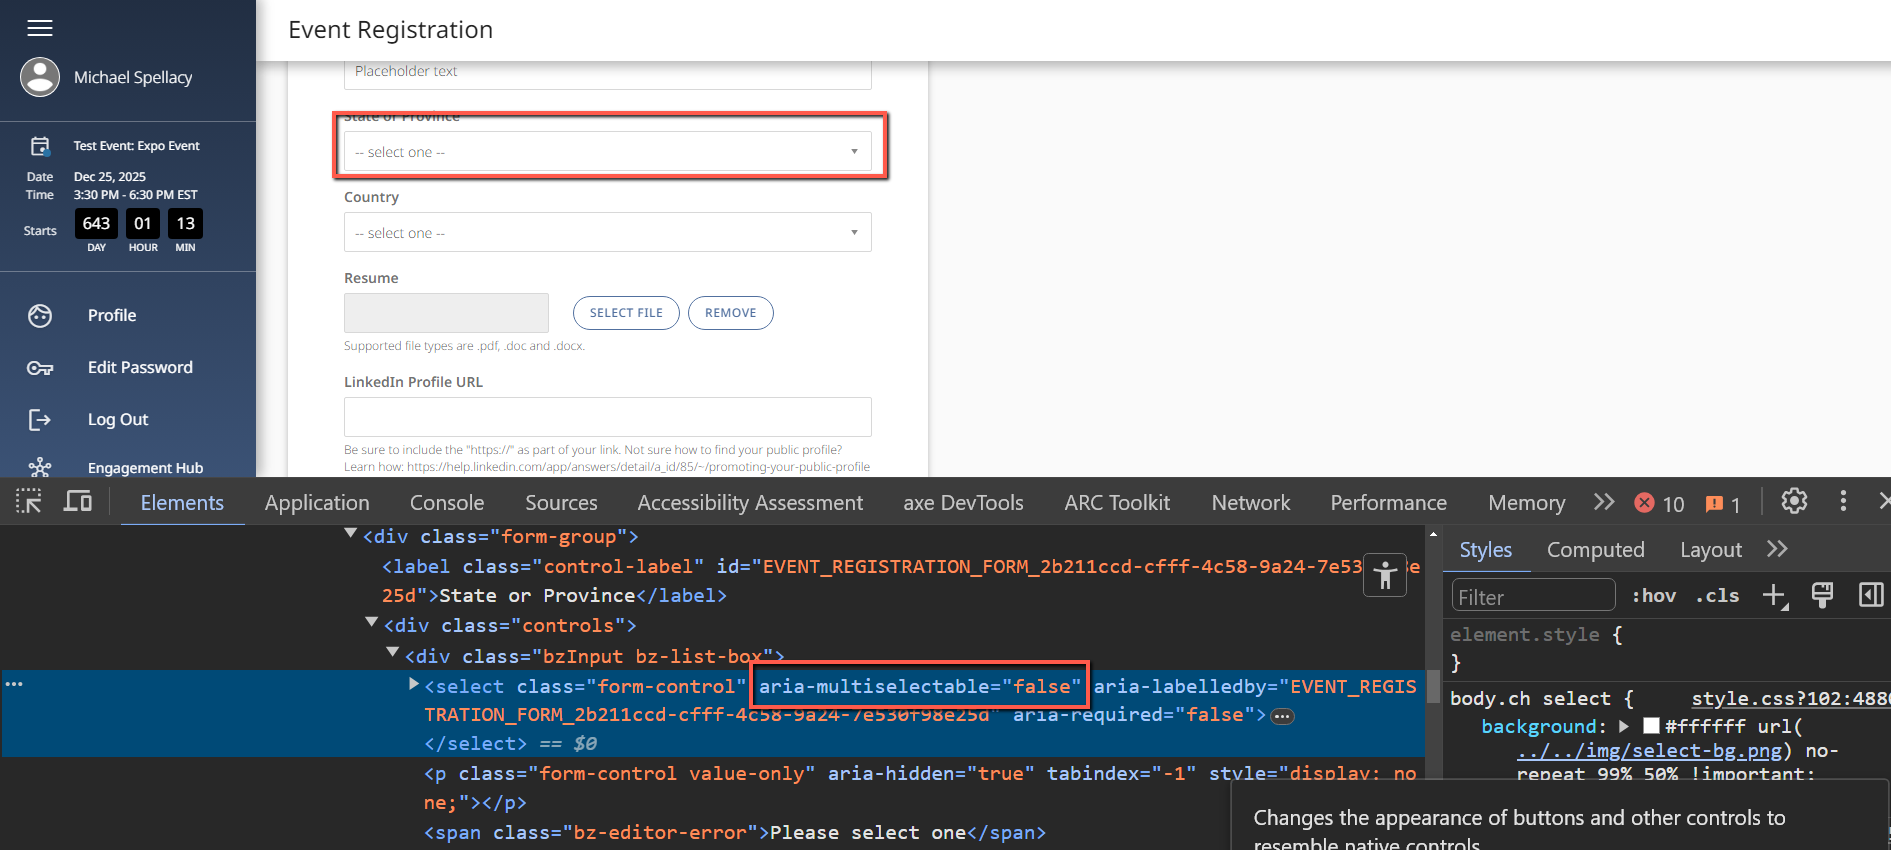 Event Registration
Michael Spellacy
Test Event: Expo Event
Date Dec 25, 2025
Time 3:30 PM - 6:30 PM EST
Starts 643 01 13
DAY HOUR MIN
Profile
Edit Password
Log Out
Engagement Hub
Placeholder text
State or Province
-- select one --
Country
-- select one --
Resume
SELECT FILE REMOVE
Supported file types are .pdf, .doc and .docx.
LinkedIn Profile URL
Be sure to include the "https://" as part of your link. Not sure how to find your public profile?
Learn how: https://help.linkedin.com/app/answers/detail/a_id/85/~/promoting-your-public-profile
Elements Application Console Sources Accessibility Assessment axe DevTools ARC Toolkit Network Performance Memory 10 1
<div class="form-group">
<label class="control-label" id="EVENT_REGISTRATION_FORM_2b211ccd-cfff-4c58-9a24-7e53 e
25d">State or Province</label>
<div class="controls">
<div class="bzInput bz-list-box">
<select class="form-control" aria-multiselectable="false" aria-labelledby="EVENT_REGIS
TRATION_FORM_2b211ccd-cfff-4c58-9a24-7e530f98e25d" aria-required="false">
</select> == $0
<p class="form-control value-only" aria-hidden="true" tabindex="-1" style="display: no
ne;"></p>
<span class="bz-editor-error">Please select one</span>
Styles Computed Layout
Filter :hov .cls
element.style {
}
body.ch select { style.css?102:4880
background: #ffffff url(
../../img/select-bg.png) no-
repeat 99% 50% !important;
Changes the appearance of buttons and other controls to
resemble native controls